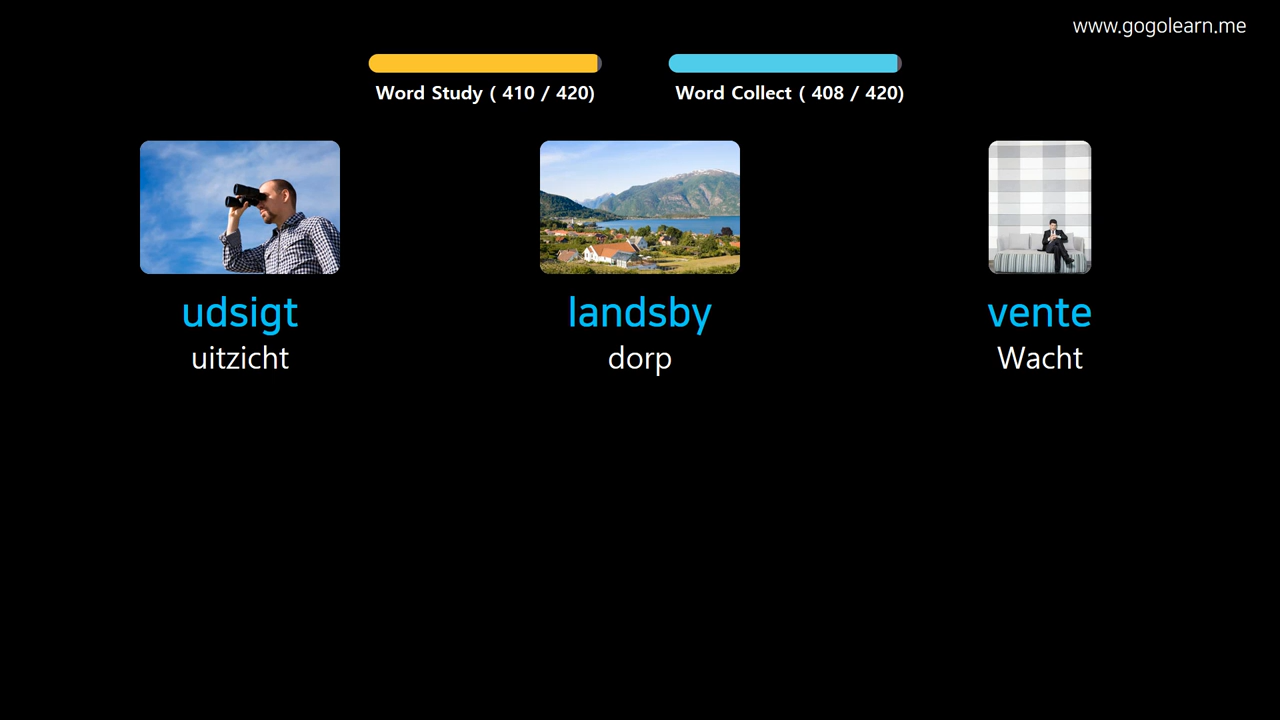 www.gogolearn.me
Word Study ( 410 / 420)
Word Collect ( 408 / 420)
udsigt
landsby
vente
uitzicht
dorp
Wacht